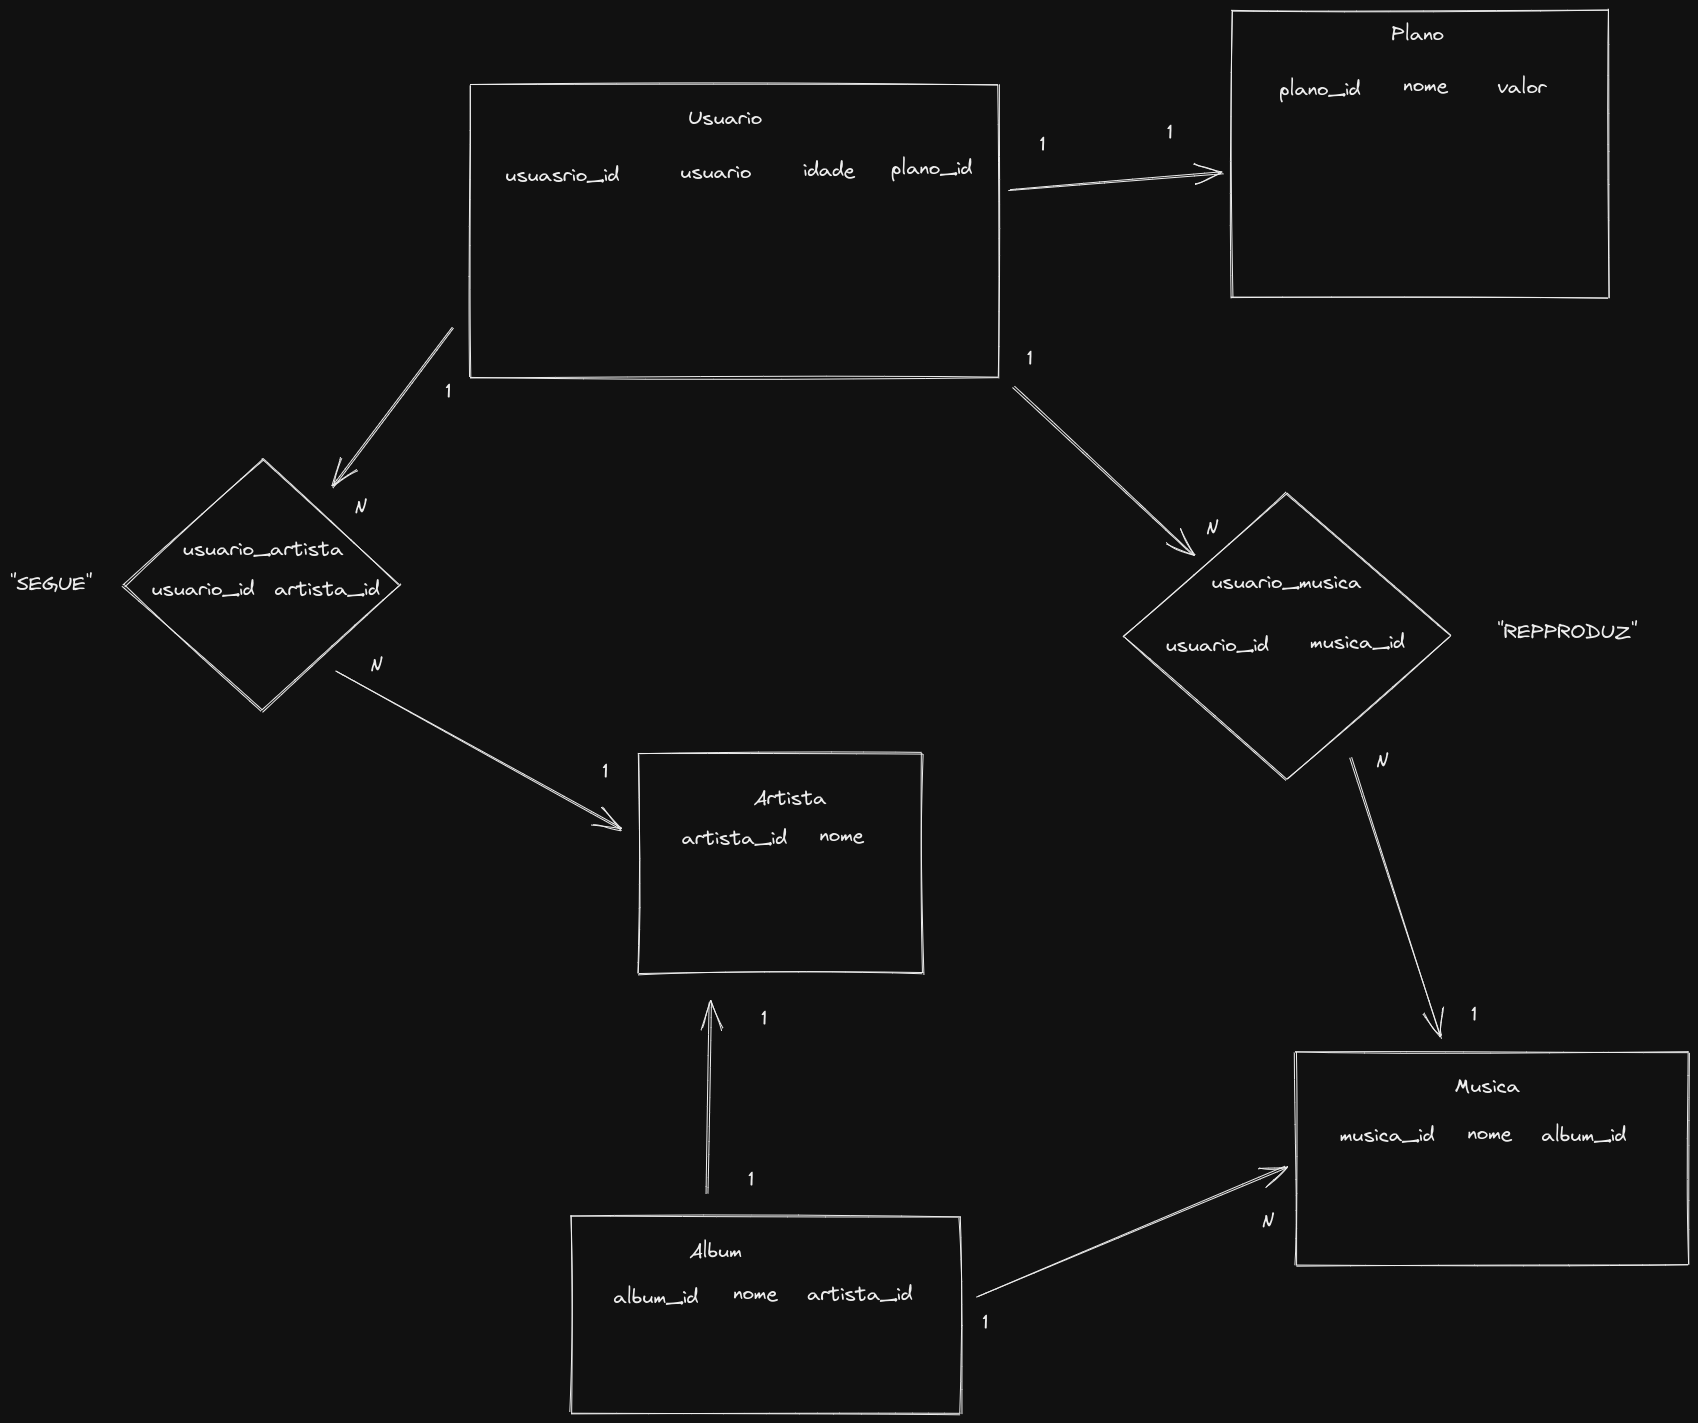 Plano
plano_id nome valor
Usuario
usuasrio_id usuario idade plano_id
1 1
1
1
N
N
usuario_artista
"SEGUE"
usuario_id artista_id
usuario_musica
"REPPRODUZ"
usuario_id musica_id
N
1
N
Artista
artista_id nome
1
1
Musica
musica_id nome album_id
1
N
Album
album_id nome artista_id
1